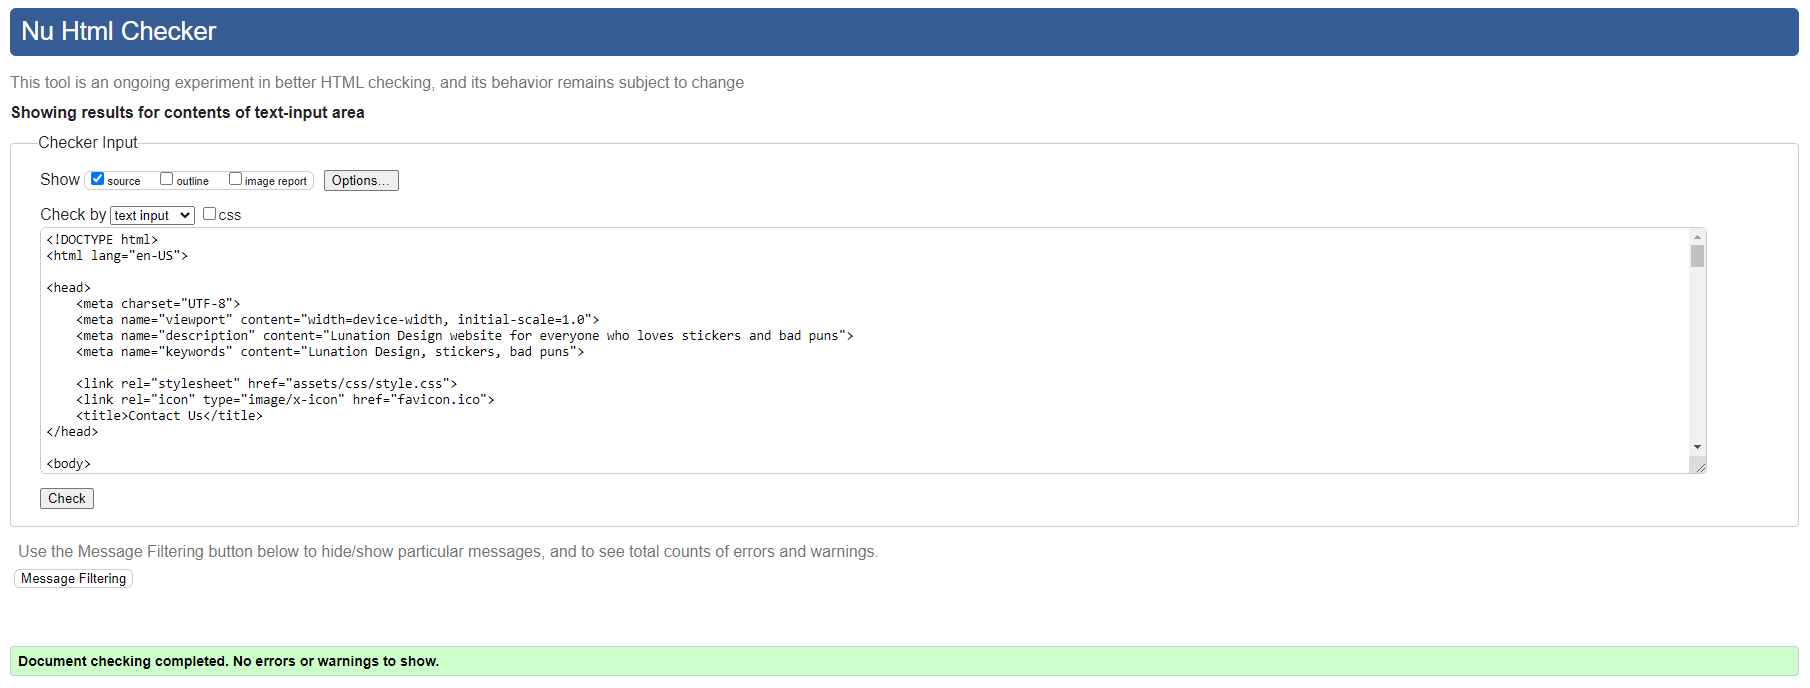 Nu Html Checker
This tool is an ongoing experiment in better HTML checking, and its behavior remains subject to change
Showing results for contents of text-input area
Checker Input
Show source outline image report Options...
Check by text input css
<!DOCTYPE html>
<html lang="en-US">
<head>
    <meta charset="UTF-8">
    <meta name="viewport" content="width=device-width, initial-scale=1.0">
    <meta name="description" content="Lunation Design website for everyone who loves stickers and bad puns">
    <meta name="keywords" content="Lunation Design, stickers, bad puns">
    <link rel="stylesheet" href="assets/css/style.css">
    <link rel="icon" type="image/x-icon" href="favicon.ico">
    <title>Contact Us</title>
</head>
<body>
Check
Use the Message Filtering button below to hide/show particular messages, and to see total counts of errors and warnings.
Message Filtering
Document checking completed. No errors or warnings to show.